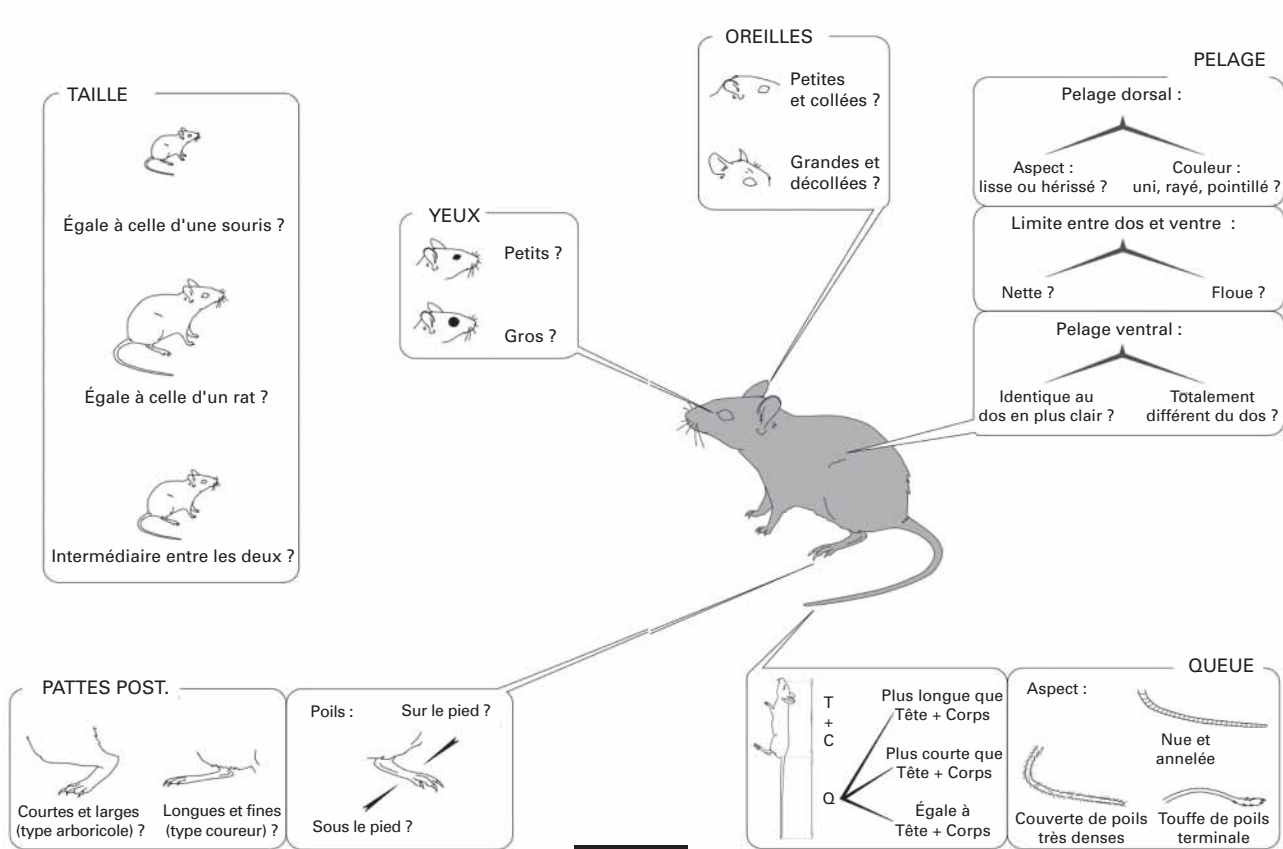 TAILLE
Égale à celle d'une souris ?
Égale à celle d'un rat ?
Intermédiaire entre les deux ?
YEUX
Petits ?
Gros ?
OREILLES
Petites
et collées ?
Grandes et
décollées ?
PELAGE
Pelage dorsal :
Aspect :
lisse ou hérissé ?
Couleur :
uni, rayé, pointillé ?
Limite entre dos et ventre :
Nette ?
Floue ?
Pelage ventral :
Identique au
dos en plus clair ?
Totalement
différent du dos ?
PATTES POST.
Courtes et larges
(type arboricole) ?
Longues et fines
(type coureur) ?
Poils :
Sur le pied ?
Sous le pied ?
QUEUE
T
+
C
Q
Plus longue que
Tête + Corps
Plus courte que
Tête + Corps
Égale à
Tête + Corps
Aspect :
Nue et
annelée
Couverte de poils
très denses
Touffe de poils
terminale